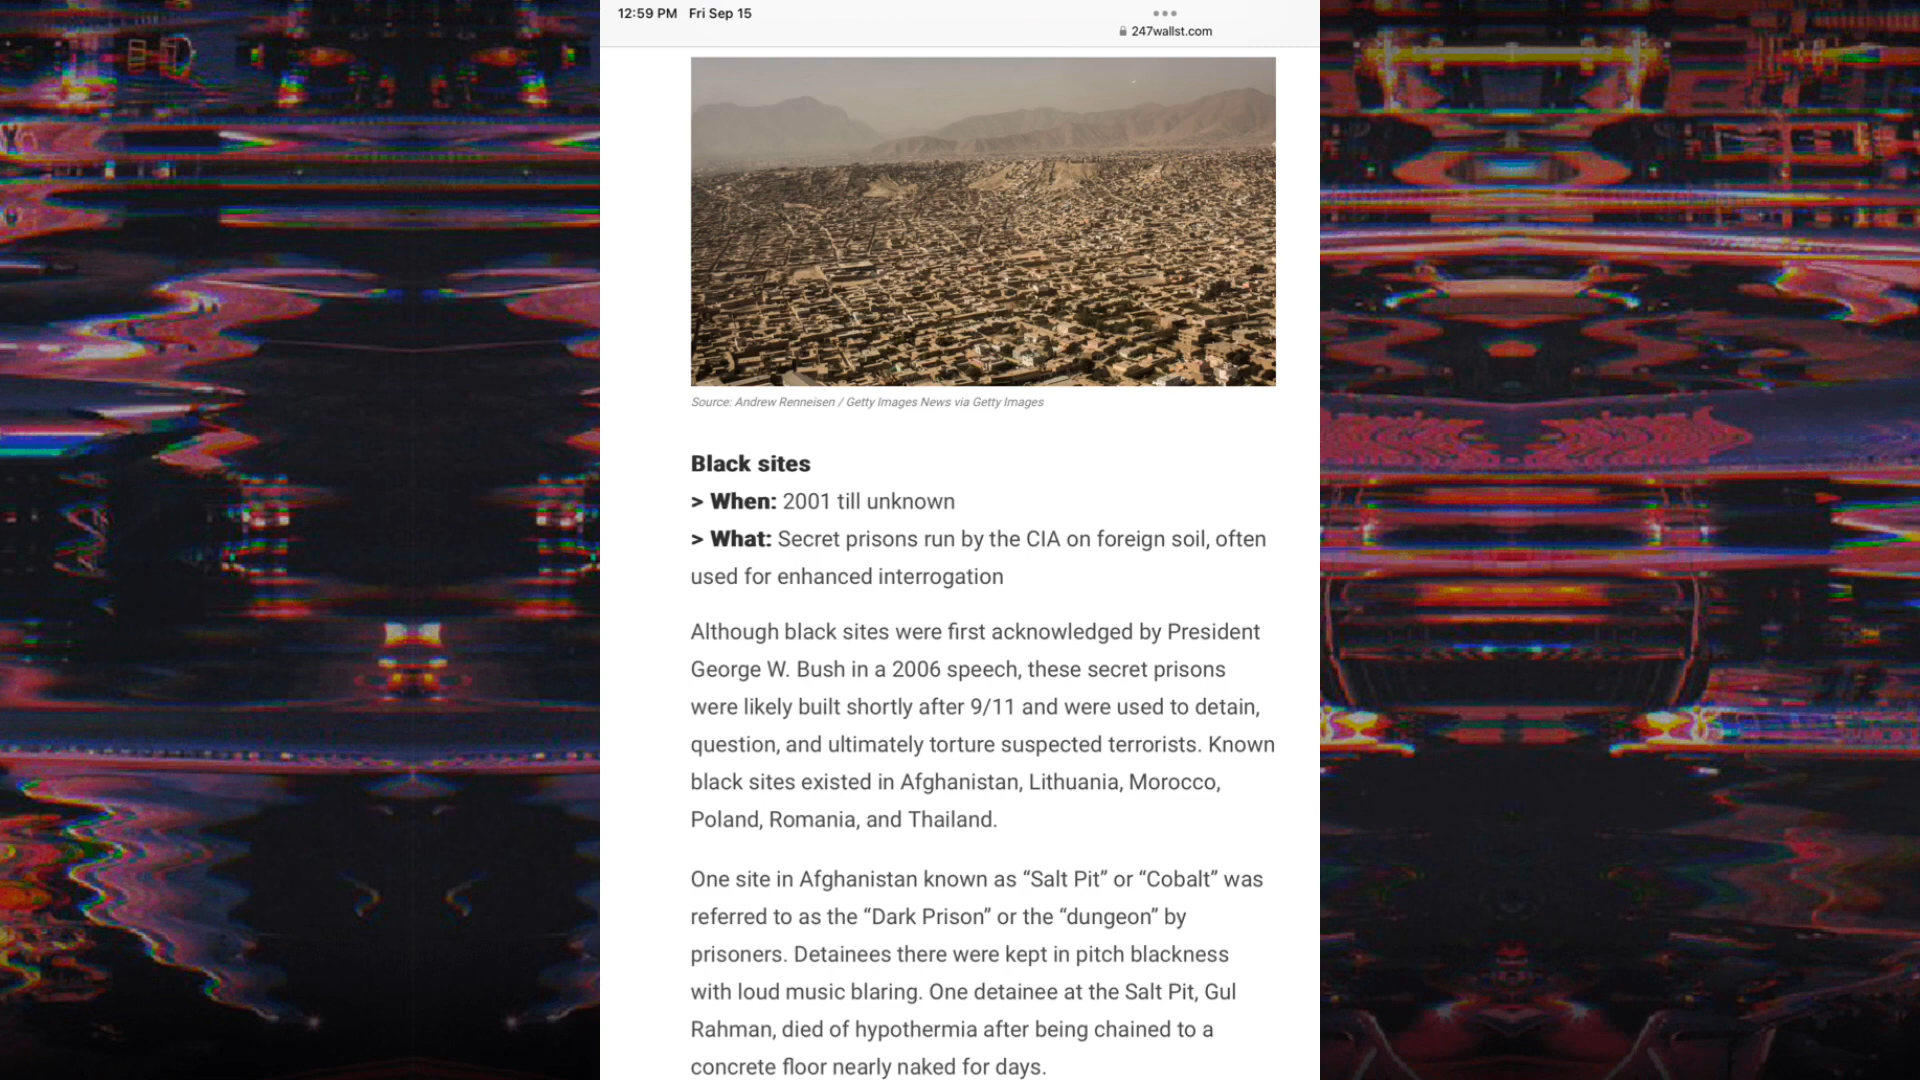 12:59 PM Fri Sep 15
247wallst.com
Source: Andrew Renneisen / Getty Images News via Getty Images
Black sites
> When: 2001 till unknown
> What: Secret prisons run by the CIA on foreign soil, often
used for enhanced interrogation
Although black sites were first acknowledged by President
George W. Bush in a 2006 speech, these secret prisons
were likely built shortly after 9/11 and were used to detain,
question, and ultimately torture suspected terrorists. Known
black sites existed in Afghanistan, Lithuania, Morocco,
Poland, Romania, and Thailand.
One site in Afghanistan known as “Salt Pit” or “Cobalt” was
referred to as the “Dark Prison” or the “dungeon” by
prisoners. Detainees there were kept in pitch blackness
with loud music blaring. One detainee at the Salt Pit, Gul
Rahman, died of hypothermia after being chained to a
concrete floor nearly naked for days.